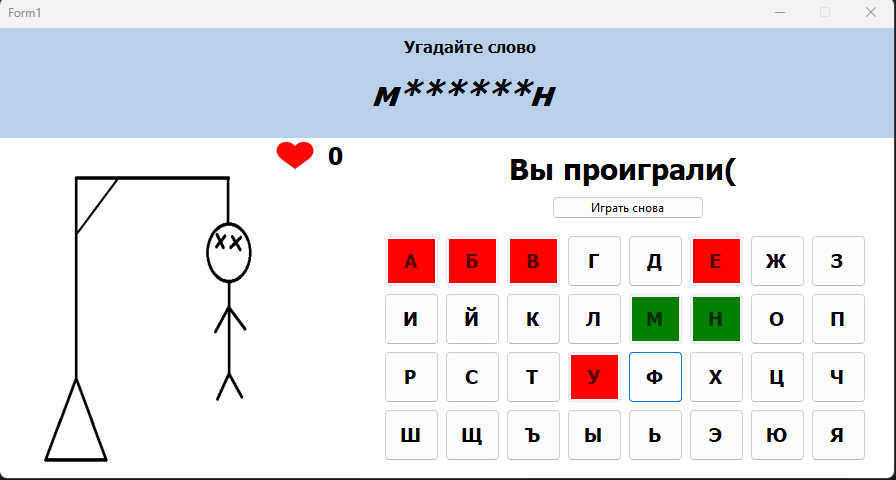 Form1
Угадайте слово
м******н
0
Вы проиграли(
Играть снова
А Б В Г Д Е Ж З
И Й К Л М Н О П
Р С Т У Ф Х Ц Ч
Ш Щ Ъ Ы Ь Э Ю Я